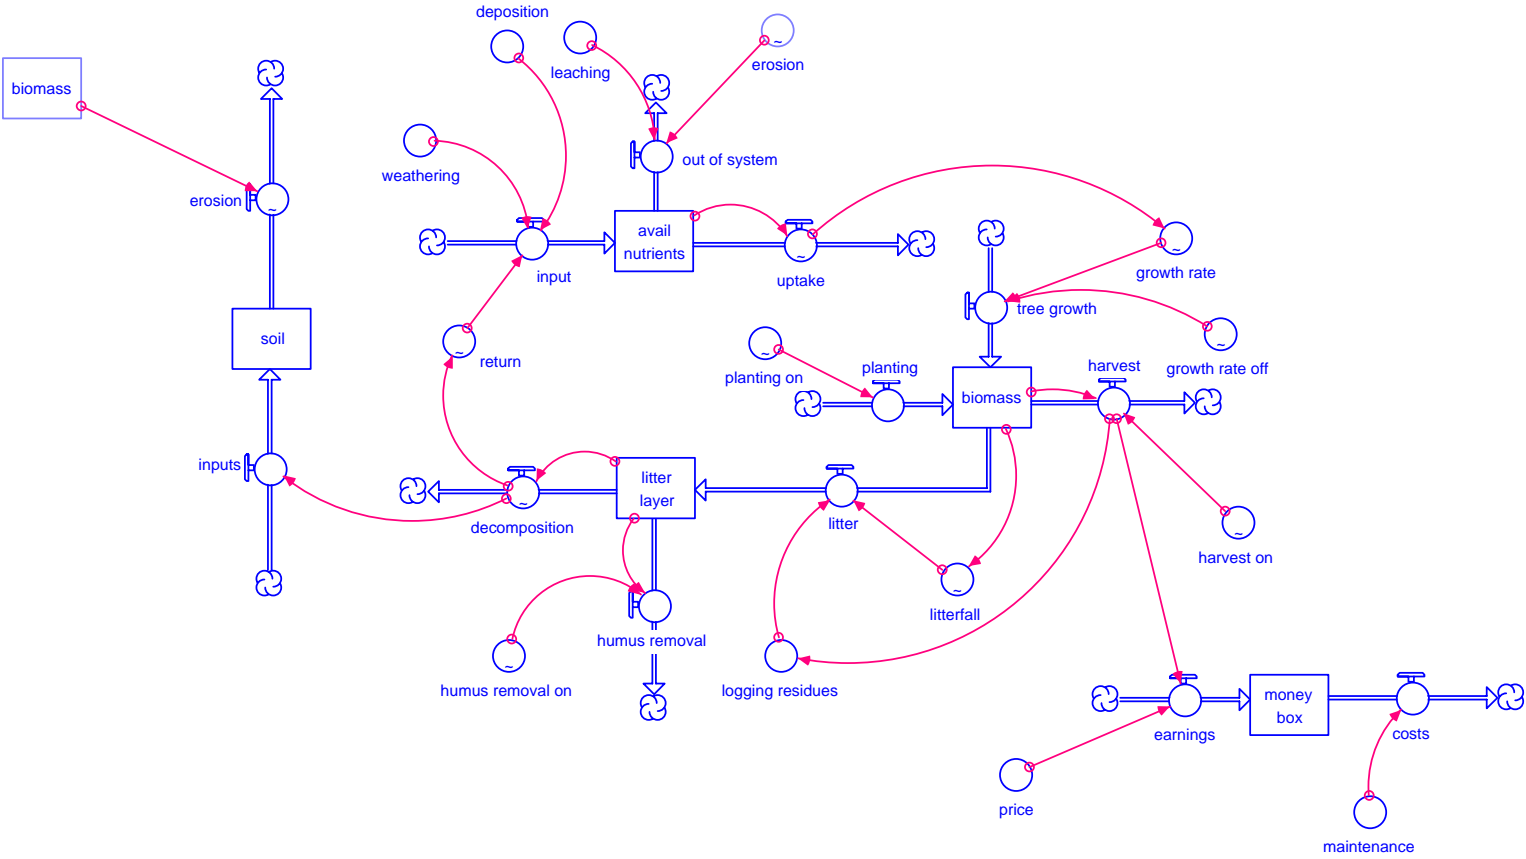 deposition
leaching
erosion
biomass
weathering
out of system
erosion
avail
nutrients
input
uptake
growth rate
tree growth
soil
return
planting on
planting
harvest
growth rate off
biomass
inputs
litter
layer
decomposition
litter
harvest on
litterfall
humus removal
humus removal on
logging residues
money
box
earnings
costs
price
maintenance
~
~
~
~
~
~
~
~
~
~
~